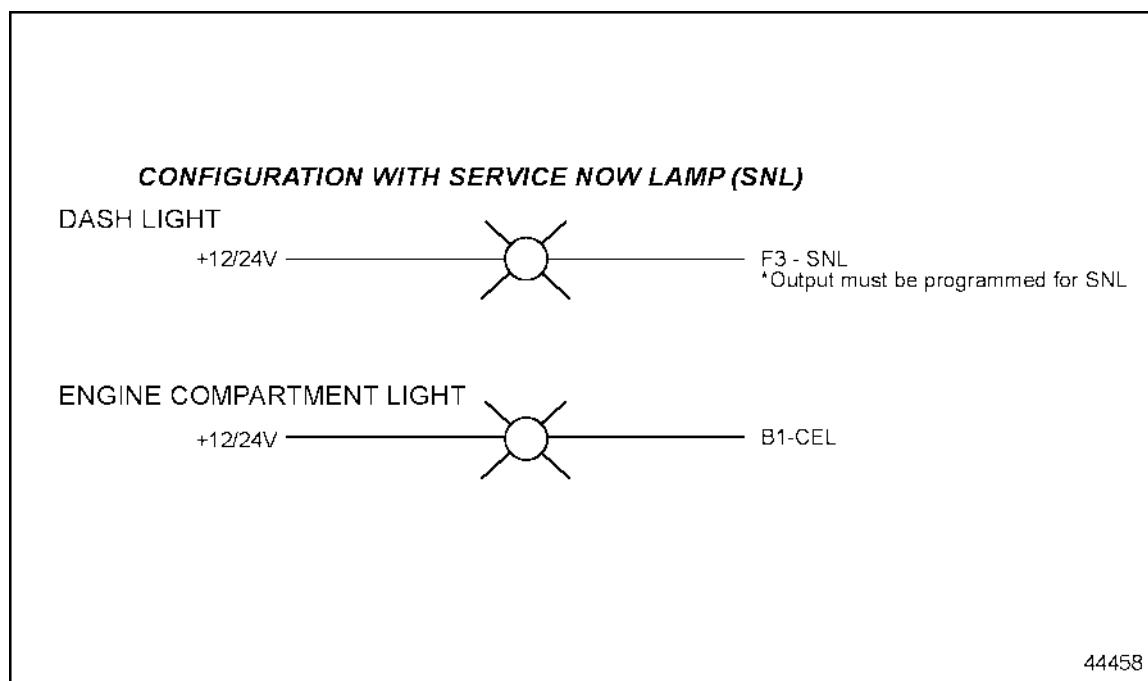 CONFIGURATION WITH SERVICE NOW LAMP (SNL)
DASH LIGHT
+12/24V
F3 - SNL
*Output must be programmed for SNL
ENGINE COMPARTMENT LIGHT
+12/24V
B1-CEL
44458